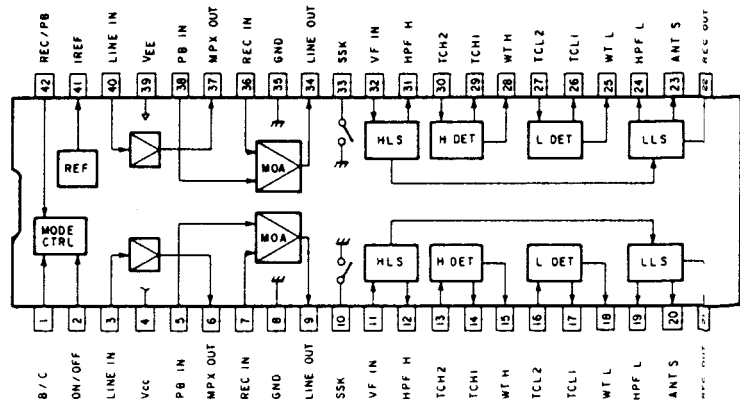 REC/PB
IREF
LINE IN
VEE
PB IN
MPX OUT
REC IN
GND
LINE OUT
SSK
VF IN
HPF H
TCH2
TCH1
WT H
TCL2
TCL1
WT L
HPF L
ANT S
REC OUT
42 41 40 39 38 37 36 35 34 33 32 31 30 29 28 27 26 25 24 23 22
REF
MOA
HLS
H DET
L DET
LLS
MODE
CTRL
MOA
HLS
H DET
L DET
LLS
1 2 3 4 5 6 7 8 9 10 11 12 13 14 15 16 17 18 19 20 21
B/C
ON/OFF
LINE IN
Vcc
PB IN
MPX OUT
REC IN
GND
LINE OUT
SSK
VF IN
HPF H
TCH2
TCH1
WT H
TCL2
TCL1
WT L
HPF L
ANT S
REC OUT